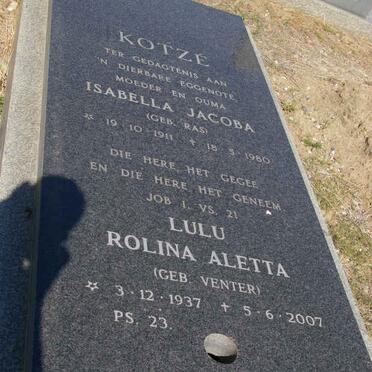 KOTZÉ
TER GEDAGTENIS AAN
'N DIERBARE EGGENOTE,
MOEDER EN OUMA
ISABELLA JACOBA
(GEB. RAS)
☆ 19·10·1911 ✝ 18·5·1980
DIE HERE HET GEGEE
EN DIE HERE HET GENEEM
JOB 1. VS. 21
LULU
ROLINA ALETTA
(GEB VENTER)
☆ 3·12·1937 ✝ 5·6·2007
PS. 23.